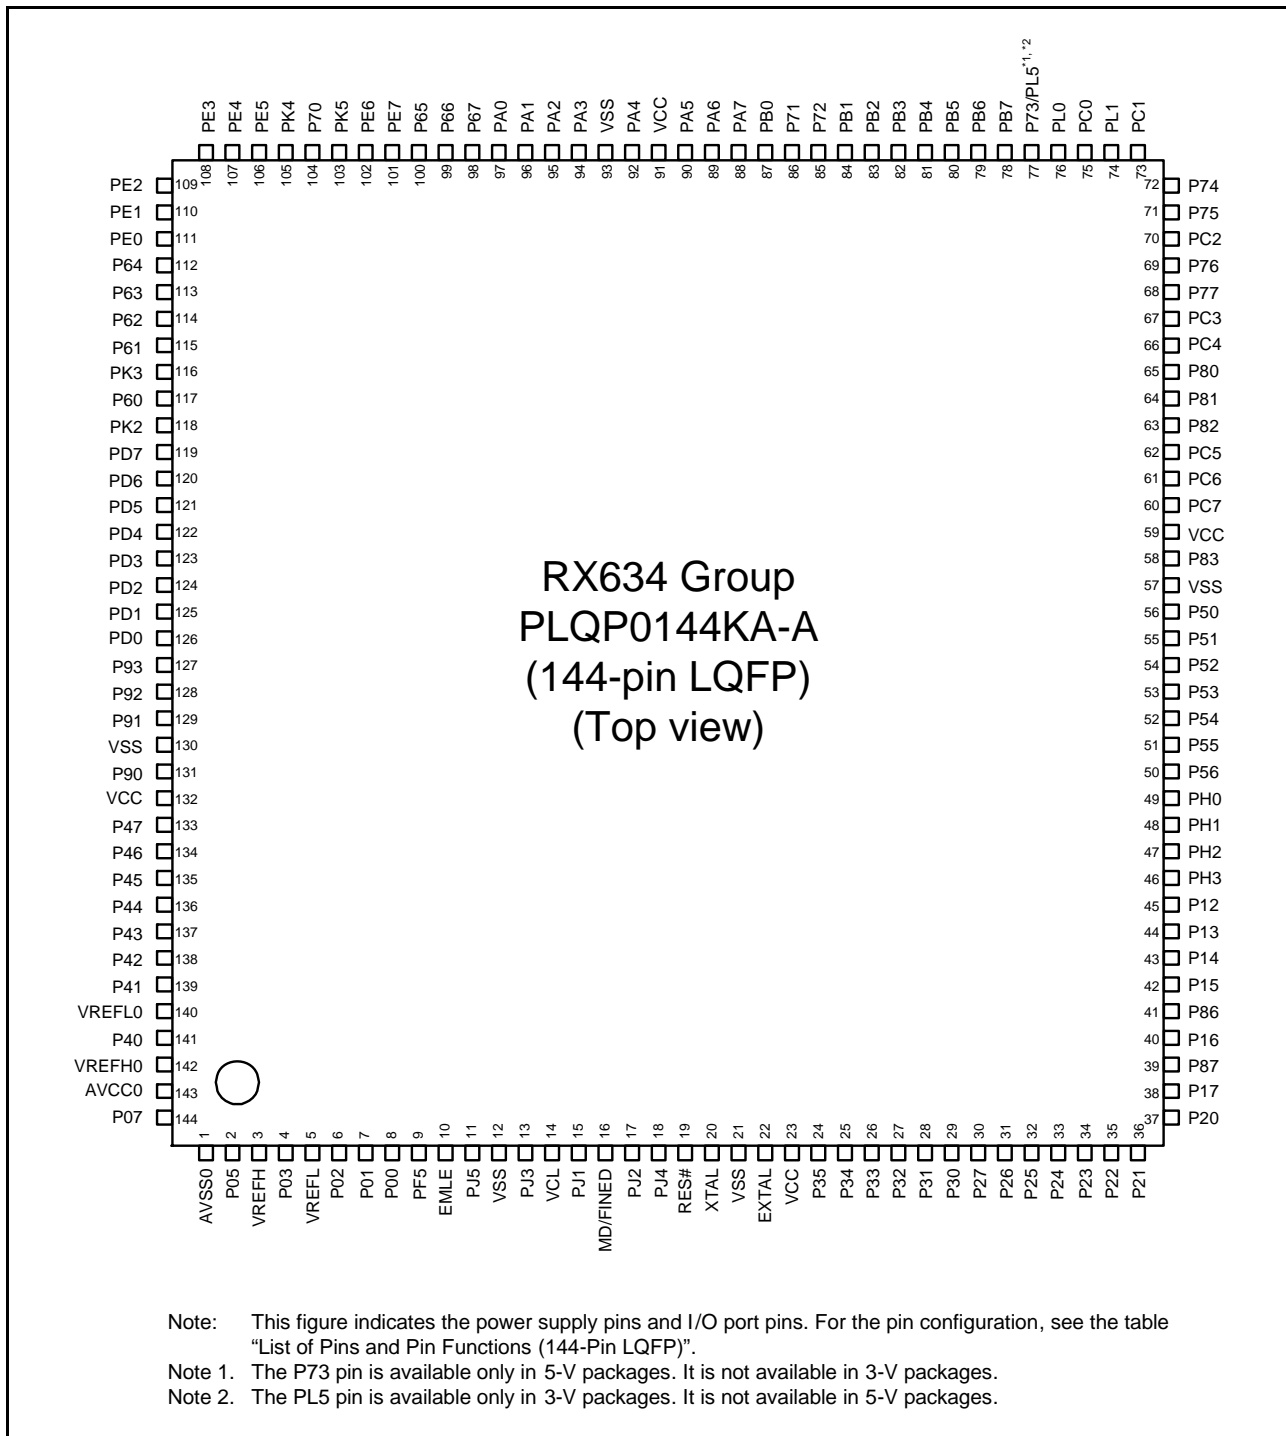 PE3
PE4
PE5
PK4
P70
PK5
PE6
PE7
P65
P66
P67
PA0
PA1
PA2
PA3
VSS
PA4
VCC
PA5
PA6
PA7
PB0
P71
P72
PB1
PB2
PB3
PB4
PB5
PB6
PB7
P73/PL5*1, *2
PL0
PC0
PL1
PC1
108
107
106
105
104
103
102
101
100
99
98
97
96
95
94
93
92
91
90
89
88
87
86
85
84
83
82
81
80
79
78
77
76
75
74
73
PE2 109
PE1 110
PE0 111
P64 112
P63 113
P62 114
P61 115
PK3 116
P60 117
PK2 118
PD7 119
PD6 120
PD5 121
PD4 122
PD3 123
PD2 124
PD1 125
PD0 126
P93 127
P92 128
P91 129
VSS 130
P90 131
VCC 132
P47 133
P46 134
P45 135
P44 136
P43 137
P42 138
P41 139
VREFL0 140
P40 141
VREFH0 142
AVCC0 143
P07 144
RX634 Group
PLQP0144KA-A
(144-pin LQFP)
(Top view)
72 P74
71 P75
70 PC2
69 P76
68 P77
67 PC3
66 PC4
65 P80
64 P81
63 P82
62 PC5
61 PC6
60 PC7
59 VCC
58 P83
57 VSS
56 P50
55 P51
54 P52
53 P53
52 P54
51 P55
50 P56
49 PH0
48 PH1
47 PH2
46 PH3
45 P12
44 P13
43 P14
42 P15
41 P86
40 P16
39 P87
38 P17
37 P20
1
2
3
4
5
6
7
8
9
10
11
12
13
14
15
16
17
18
19
20
21
22
23
24
25
26
27
28
29
30
31
32
33
34
35
36
AVSS0
P05
VREFH
P03
VREFL
P02
P01
P00
PF5
EMLE
PJ5
VSS
PJ3
VCL
PJ1
MD/FINED
PJ2
PJ4
RES#
XTAL
VSS
EXTAL
VCC
P35
P34
P33
P32
P31
P30
P27
P26
P25
P24
P23
P22
P21
Note: This figure indicates the power supply pins and I/O port pins. For the pin configuration, see the table
“List of Pins and Pin Functions (144-Pin LQFP)”.
Note 1. The P73 pin is available only in 5-V packages. It is not available in 3-V packages.
Note 2. The PL5 pin is available only in 3-V packages. It is not available in 5-V packages.